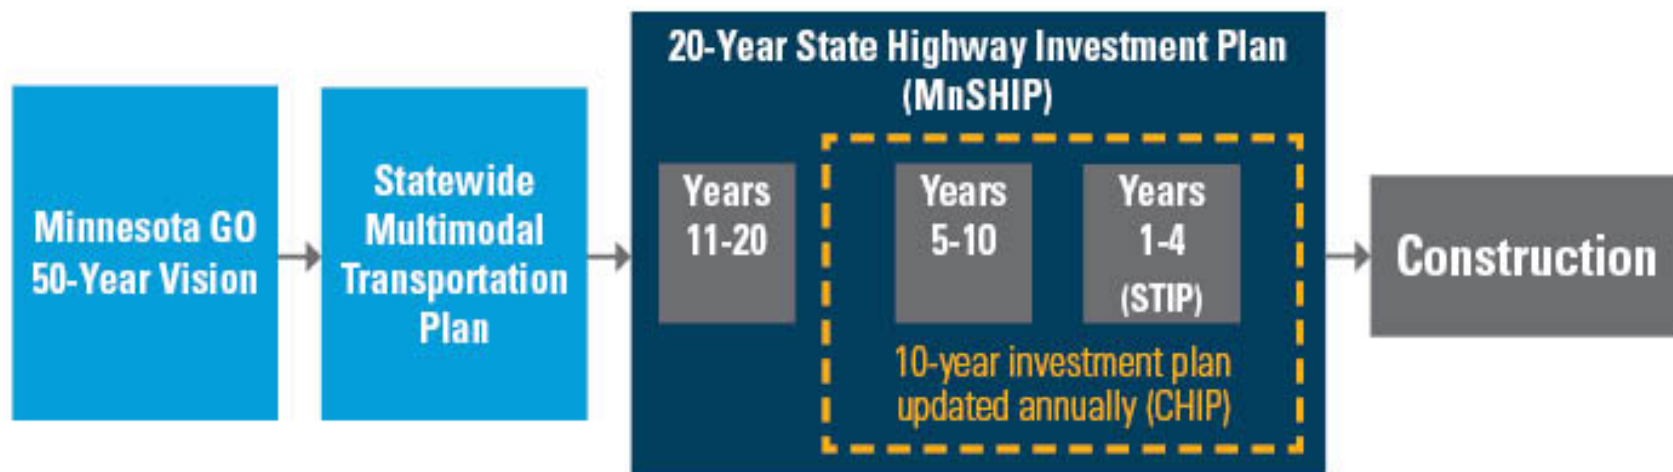 Minnesota GO
50-Year Vision
Statewide
Multimodal
Transportation
Plan
20-Year State Highway Investment Plan
(MnSHIP)
Years
11-20
Years
5-10
Years
1-4
(STIP)
10-year investment plan
updated annually (CHIP)
Construction